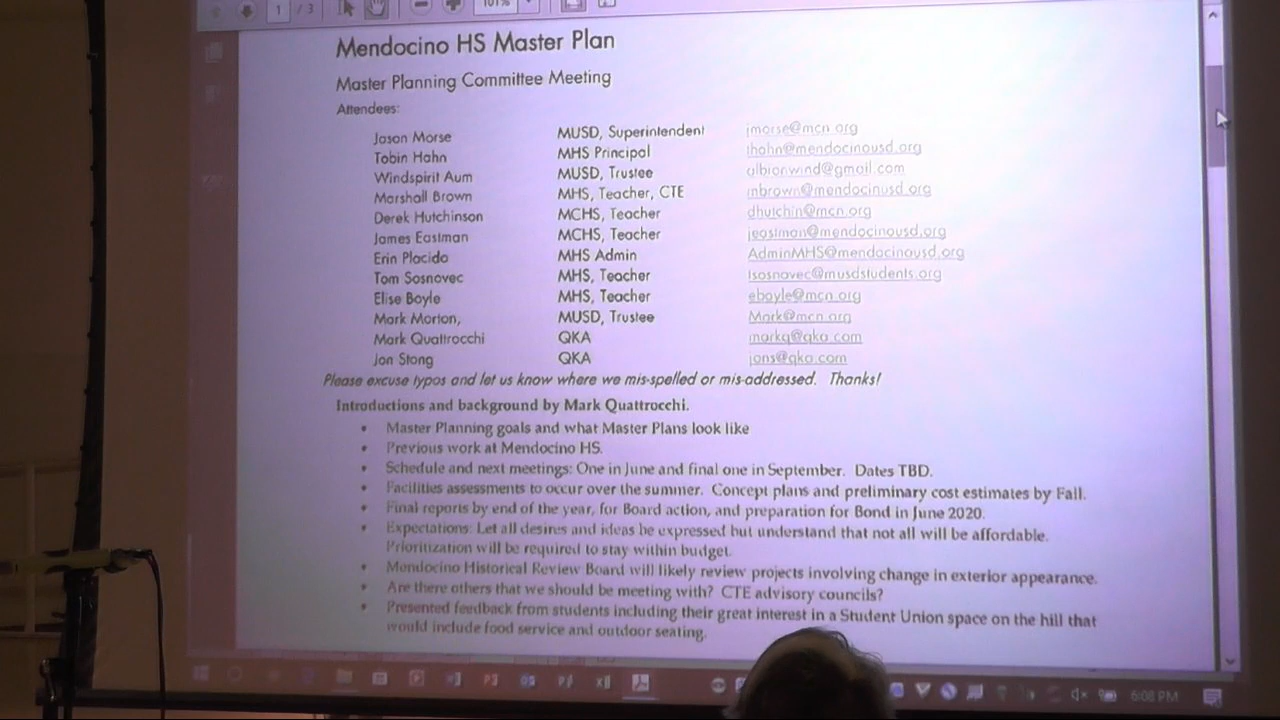 1 / 3 101%
Mendocino HS Master Plan
Master Planning Committee Meeting
Attendees:
Jason Morse MUSD, Superintendent jmorse@mcn.org
Tobin Hahn MHS Principal thahn@mendocinousd.org
Windspirit Aum MUSD, Trustee albionwind@gmail.com
Marshall Brown MHS, Teacher, CTE mbrown@mendocinusd.org
Derek Hutchinson MCHS, Teacher dhutchin@mcn.org
James Eastman MCHS, Teacher jeastman@mendocinousd.org
Erin Placido MHS Admin AdminMHS@mendocinousd.org
Tom Sosnovec MHS, Teacher tsosnovec@musdstudents.org
Elise Boyle MHS, Teacher eboyle@mcn.org
Mark Morton, MUSD, Trustee Mark@mcn.org
Mark Quattrocchi QKA markq@qka.com
Jon Stong QKA jons@qka.com
Please excuse typos and let us know where we mis-spelled or mis-addressed. Thanks!
Introductions and background by Mark Quattrocchi.
• Master Planning goals and what Master Plans look like
• Previous work at Mendocino HS.
• Schedule and next meetings: One in June and final one in September. Dates TBD.
• Facilities assessments to occur over the summer. Concept plans and preliminary cost estimates by Fall.
• Final reports by end of the year, for Board action, and preparation for Bond in June 2020.
• Expectations: Let all desires and ideas be expressed but understand that not all will be affordable.
Prioritization will be required to stay within budget.
• Mendocino Historical Review Board will likely review projects involving change in exterior appearance.
• Are there others that we should be meeting with? CTE advisory councils?
• Presented feedback from students including their great interest in a Student Union space on the hill that
would include food service and outdoor seating.
6:08 PM